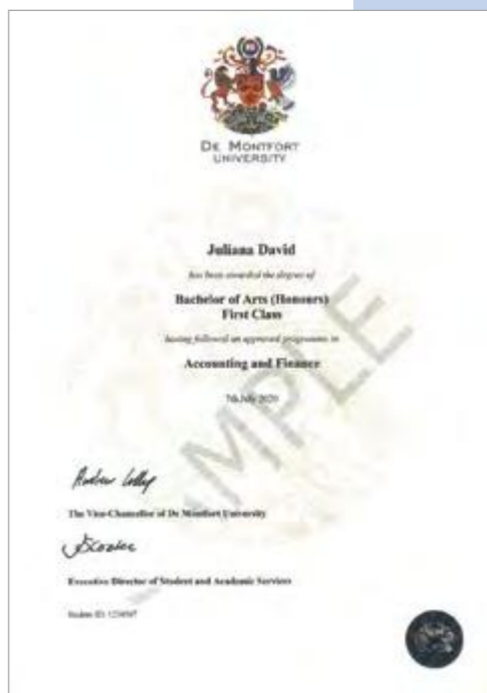 DE MONTFORT
UNIVERSITY
Juliana David
has been awarded the degree of
Bachelor of Arts (Honours)
First Class
having followed an approved programme in
Accounting and Finance
7th July 2020
The Vice-Chancellor of De Montfort University
Executive Director of Student and Academic Services
Student ID: 1234567